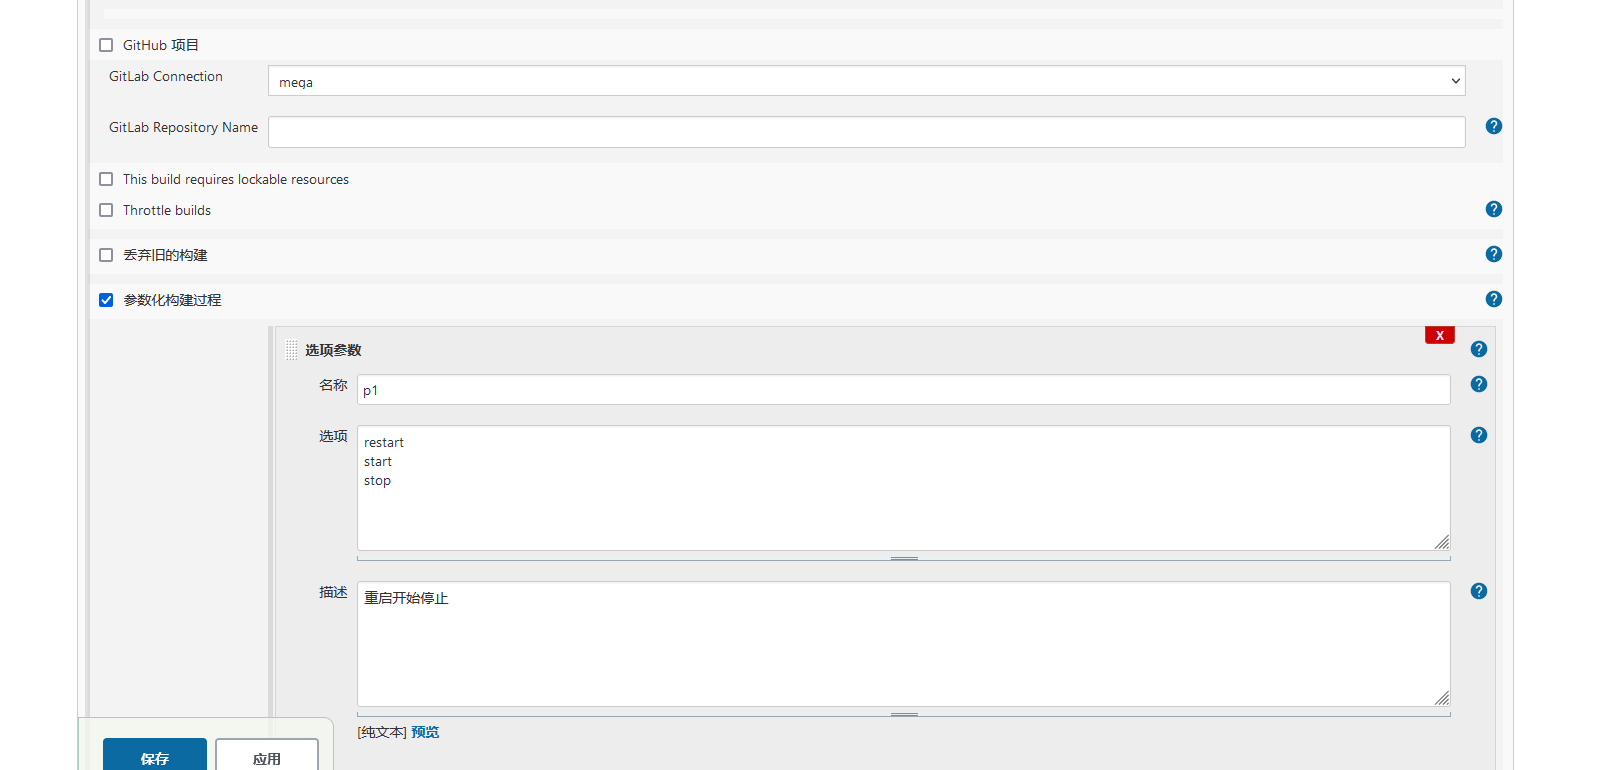 GitHub 项目
GitLab Connection
mega
GitLab Repository Name
?
This build requires lockable resources
Throttle builds
?
丢弃旧的构建
?
参数化构建过程
?
X
选项参数
?
名称
p1
?
选项
restart
start
stop
?
描述
重启开始停止
?
[纯文本] 预览
保存
应用